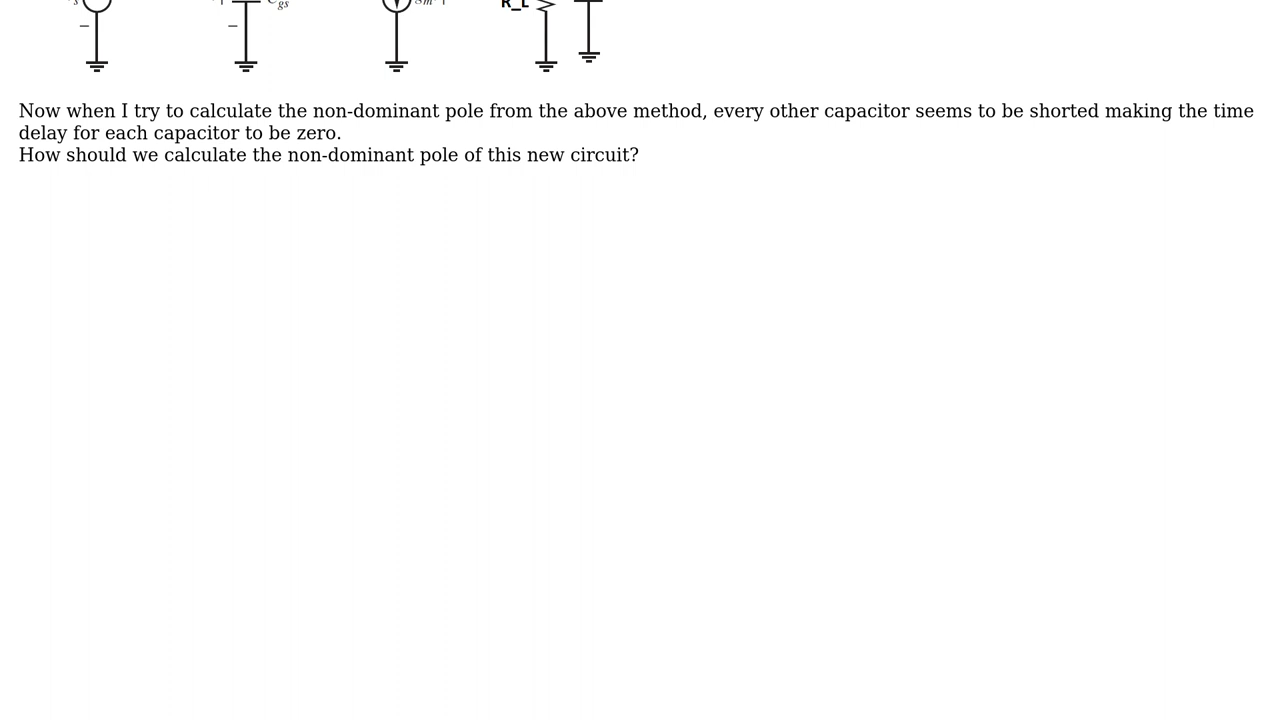 gs
R_L
Now when I try to calculate the non-dominant pole from the above method, every other capacitor seems to be shorted making the time
delay for each capacitor to be zero.
How should we calculate the non-dominant pole of this new circuit?